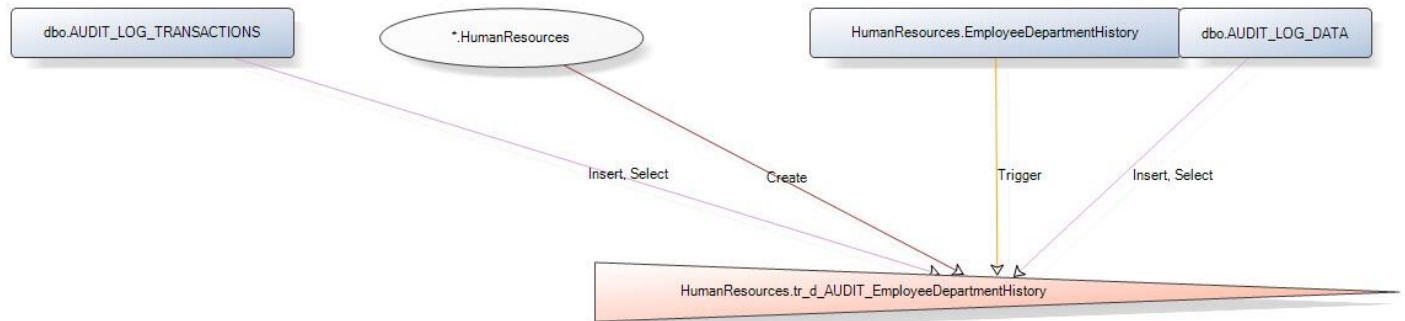 dbo.AUDIT_LOG_TRANSACTIONS
*.HumanResources
HumanResources.EmployeeDepartmentHistory
dbo.AUDIT_LOG_DATA
Insert, Select
Create
Trigger
Insert, Select
HumanResources.tr_d_AUDIT_EmployeeDepartmentHistory